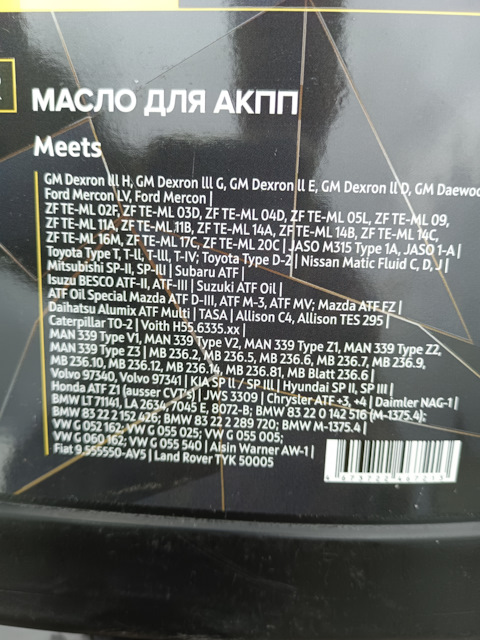 МАСЛО ДЛЯ АКПП
Meets
GM Dexron lll H, GM Dexron lll G, GM Dexron ll E, GM Dexron ll D, GM Daewoo
Ford Mercon LV, Ford Mercon |
ZF TE-ML 02F, ZF TE-ML 03D, ZF TE-ML 04D, ZF TE-ML 05L, ZF TE-ML 09,
ZF TE-ML 11A, ZF TE-ML 11B, ZF TE-ML 14A, ZF TE-ML 14B, ZF TE-ML 14C,
ZF TE-ML 16M, ZF TE-ML 17C, ZF TE-ML 20C | JASO M315 Type 1A, JASO 1-A |
Toyota Type T, T-ll, T-lll, T-IV; Toyota Type D-2 | Nissan Matic Fluid C, D, J |
Mitsubishi SP-II, SP-III | Subaru ATF |
Isuzu BESCO ATF-II, ATF-III | Suzuki ATF Oil |
ATF Oil Special Mazda ATF D-III, ATF M-3, ATF MV; Mazda ATF FZ |
Daihatsu Alumix ATF Multi | TASA | Allison C4, Allison TES 295 |
Caterpillar TO-2 | Voith H55.6335.xx |
MAN 339 Type V1, MAN 339 Type V2, MAN 339 Type Z1, MAN 339 Type Z2,
MAN 339 Type Z3 | MB 236.2, MB 236.5, MB 236.6, MB 236.7, MB 236.9,
MB 236.10, MB 236.12, MB 236.14, MB 236.81, MB Blatt 236.6 |
Volvo 97340, Volvo 97341 | KIA SP ll / SP lll | Hyundai SP II, SP III |
Honda ATF Z1 (ausser CVT's) | JWS 3309 | Chrysler ATF +3, +4 | Daimler NAG-1 |
BMW LT 71141, LA 2634, 7045 E, 8072-B; BMW 83 22 0 142 516 (M-1375.4);
BMW 83 22 2 152 426; BMW 83 22 2 289 720; BMW M-1375.4 |
VW G 052 162; VW G 055 025; VW G 055 005;
VW G 060 162; VW G 055 540 | Aisin Warner AW-1 |
Fiat 9.555550-AV5 | Land Rover TYK 50005